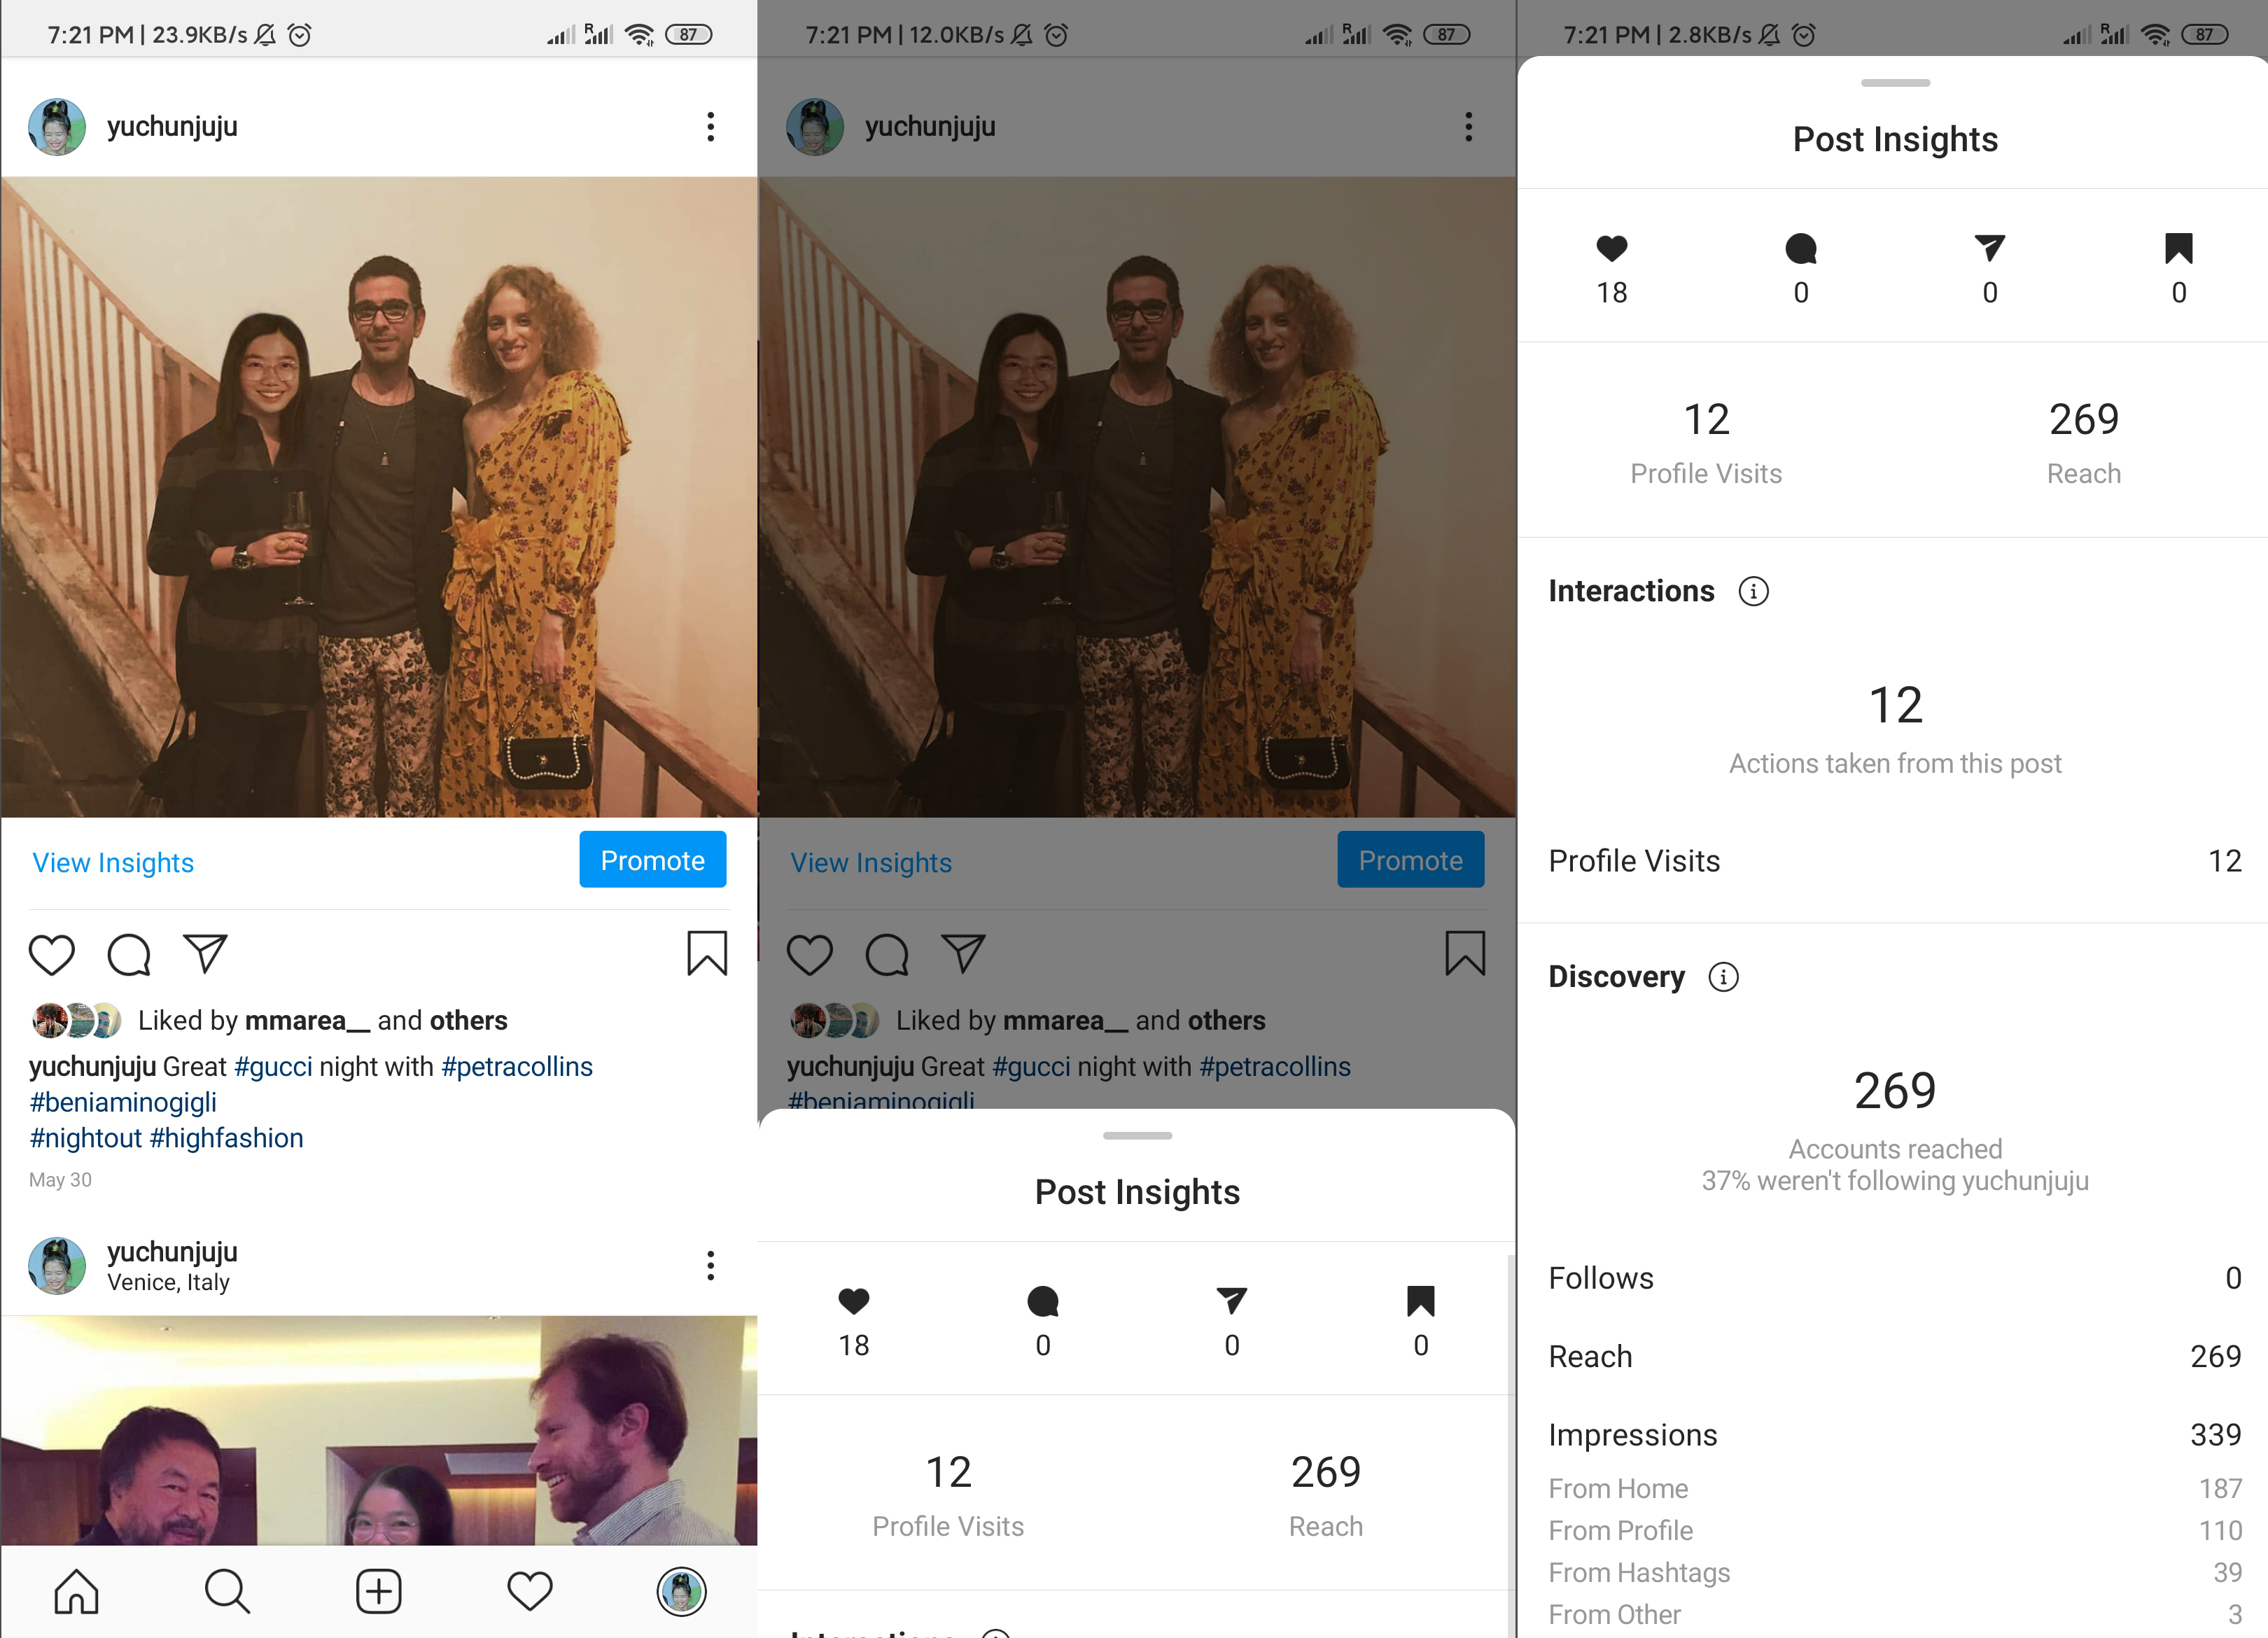 7:21 PM | 23.9KB/s
R
87
yuchunjuju
View Insights
Promote
Liked by mmarea__ and others
yuchunjuju Great #gucci night with #petracollins
#beniaminogigli
#nightout #highfashion
May 30
yuchunjuju
Venice, Italy
7:21 PM | 12.0KB/s
R
87
yuchunjuju
View Insights
Promote
Liked by mmarea__ and others
yuchunjuju Great #gucci night with #petracollins
#beniaminogigli
Post Insights
18 0 0 0
12 269
Profile Visits Reach
Interactions
7:21 PM | 2.8KB/s
R
87
Post Insights
18 0 0 0
12 269
Profile Visits Reach
Interactions
12
Actions taken from this post
Profile Visits 12
Discovery
269
Accounts reached
37% weren't following yuchunjuju
Follows 0
Reach 269
Impressions 339
From Home 187
From Profile 110
From Hashtags 39
From Other 3